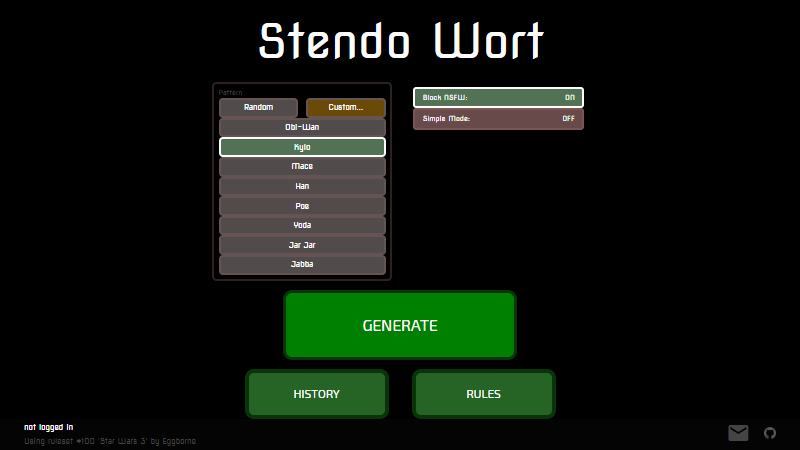 Stendo Wort
Pattern
Random
Custom...
Obi-Wan
Kylo
Mace
Han
Poe
Yoda
Jar Jar
Jabba
Block NSFW: ON
Simple Mode: OFF
GENERATE
HISTORY
RULES
not logged in
Using ruleset #100 'Star Wars 3' by Eggborne